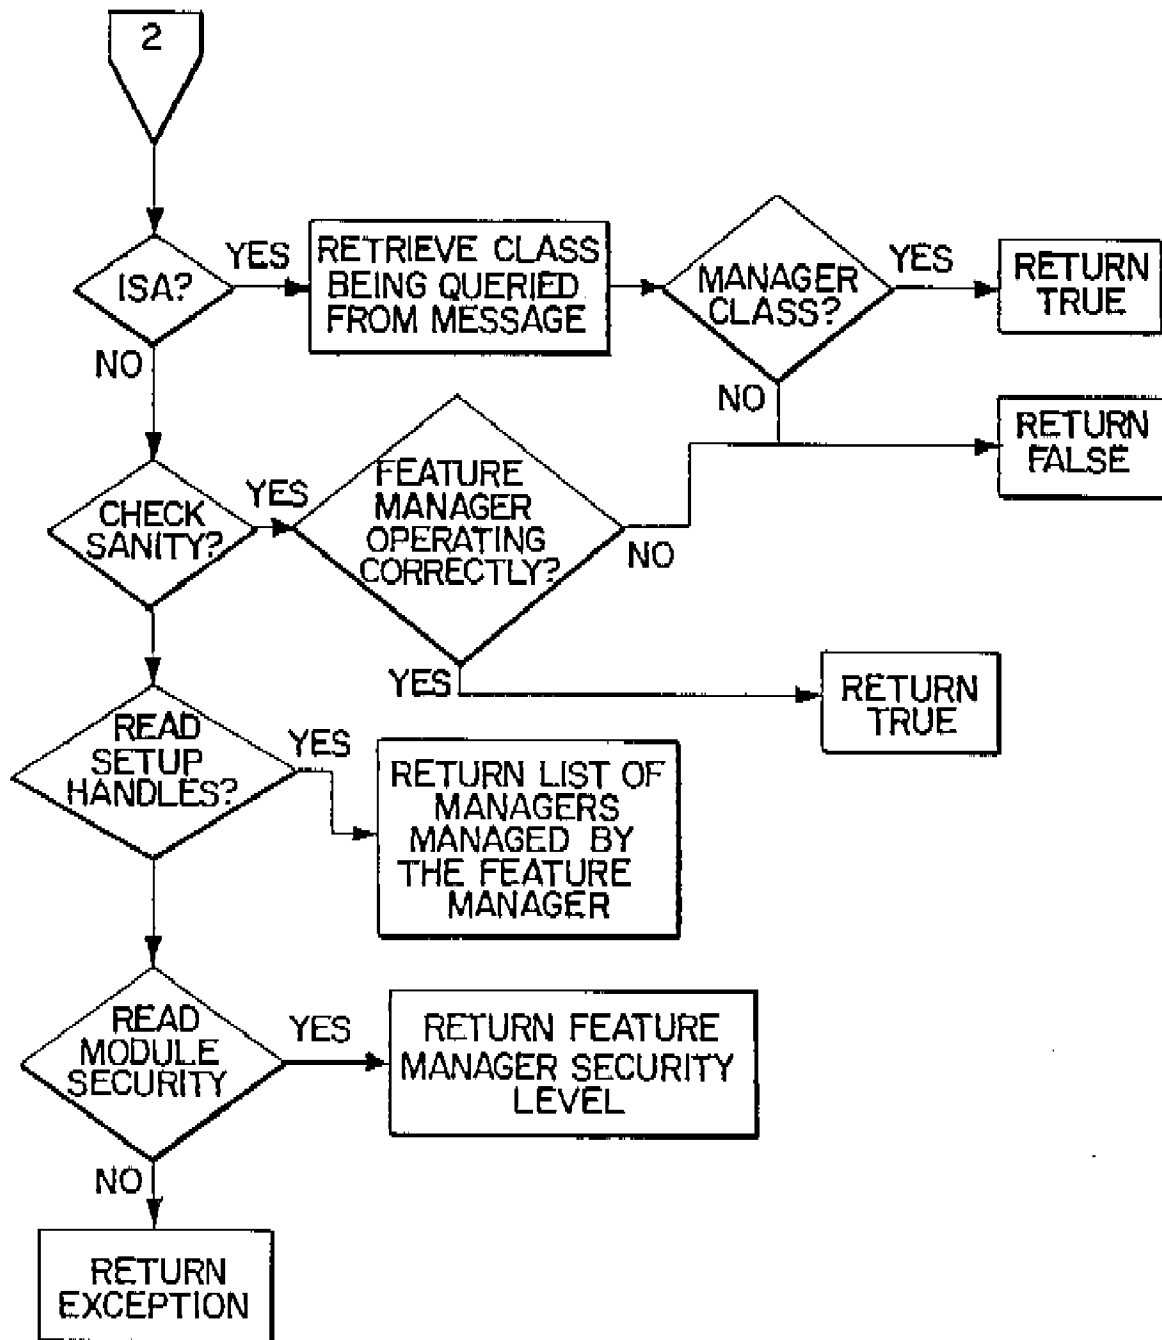 2
ISA?
YES
RETRIEVE CLASS
BEING QUERIED
FROM MESSAGE
MANAGER
CLASS?
YES
RETURN
TRUE
NO
NO
RETURN
FALSE
CHECK
SANITY?
YES
FEATURE
MANAGER
OPERATING
CORRECTLY?
NO
YES
RETURN
TRUE
READ
SETUP
HANDLES?
YES
RETURN LIST OF
MANAGERS
MANAGED BY
THE FEATURE
MANAGER
READ
MODULE
SECURITY
YES
RETURN FEATURE
MANAGER SECURITY
LEVEL
NO
RETURN
EXCEPTION